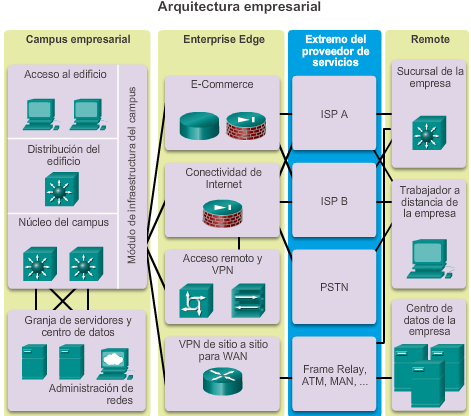 Arquitectura empresarial
Campus empresarial
Acceso al edificio
Distribución del
edificio
Núcleo del campus
Módulo de infraestructura del campus
Granja de servidores y
centro de datos
Administración de
redes
Enterprise Edge
E-Commerce
Conectividad de
Internet
Acceso remoto y
VPN
VPN de sitio a sitio
para WAN
Extremo del
proveedor de
servicios
ISP A
ISP B
PSTN
Frame Relay,
ATM, MAN, ...
Remote
Sucursal de la
empresa
Trabajador a
distancia de
la empresa
Centro de
datos de la
empresa